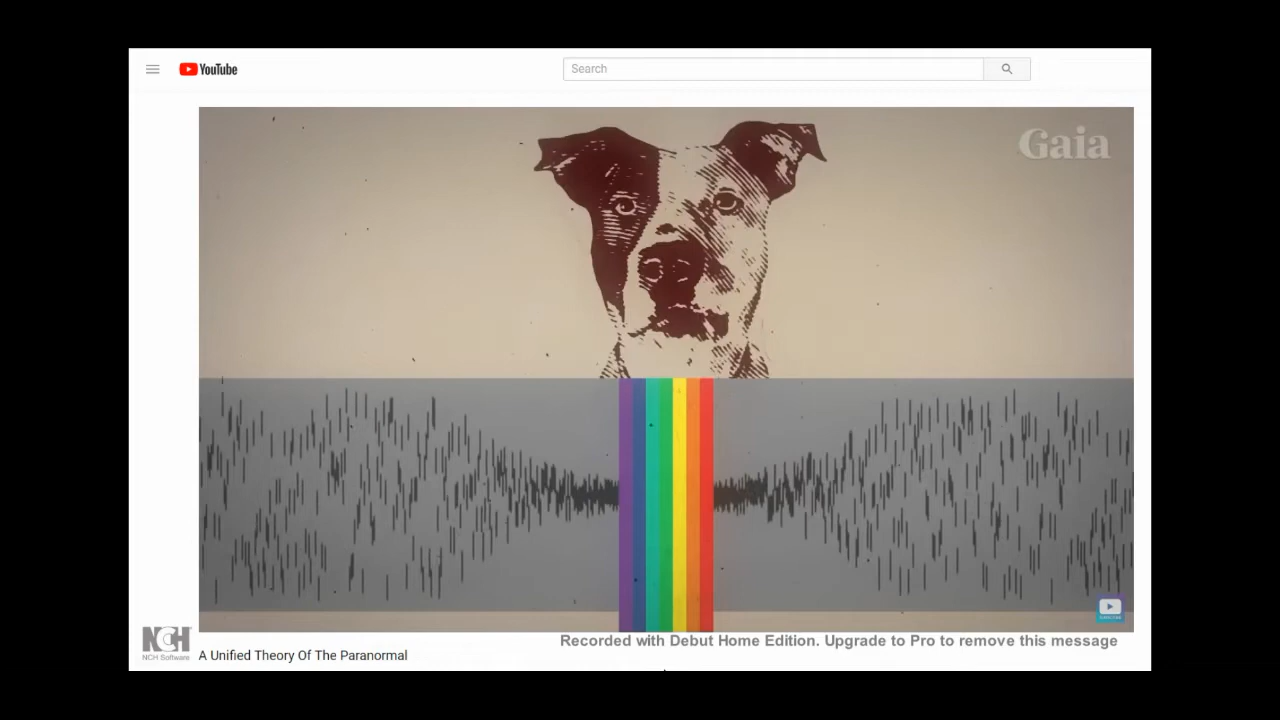 YouTube
Search
Gaia
NCH
NCH Software
Recorded with Debut Home Edition. Upgrade to Pro to remove this message
A Unified Theory Of The Paranormal